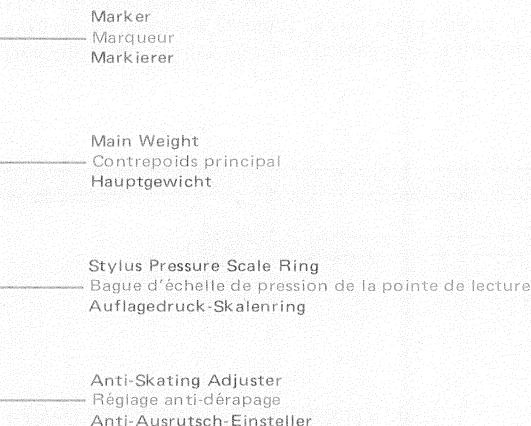 Marker
Marqueur
Markierer
Main Weight
Contrepoids principal
Hauptgewicht
Stylus Pressure Scale Ring
Bague d'échelle de pression de la pointe de lecture
Auflagedruck-Skalenring
Anti-Skating Adjuster
Réglage anti-dérapage
Anti-Ausrutsch-Einsteller